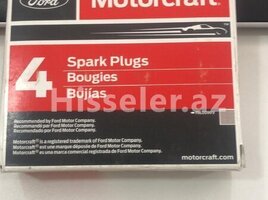 Ford
Motorcraft
4
Spark Plugs
Bougies
Bujías
Hisseler.az
Recommended by Ford Motor Company.
Recommandé par Ford Motor Company.
Recomendado por Ford Motor Company.
Motorcraft® is a registered trademark of Ford Motor Company.
Motorcraft® est une marque déposée de Ford Motor Company.
Motorcraft® es una marca comercial registrada de Ford Motor Company.
motorcraft.com